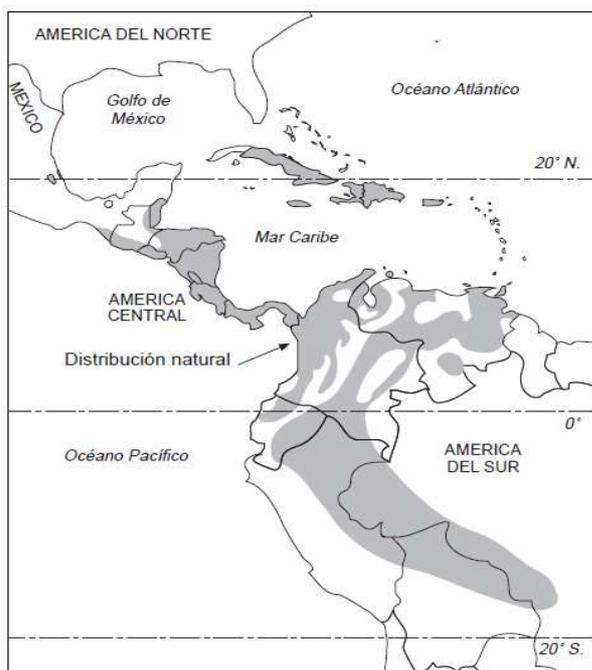 AMERICA DEL NORTE
MEXICO
Golfo de
México
Océano Atlántico
20° N.
Mar Caribe
AMERICA
CENTRAL
Distribución natural
0°
Océano Pacífico
AMERICA
DEL SUR
20° S.